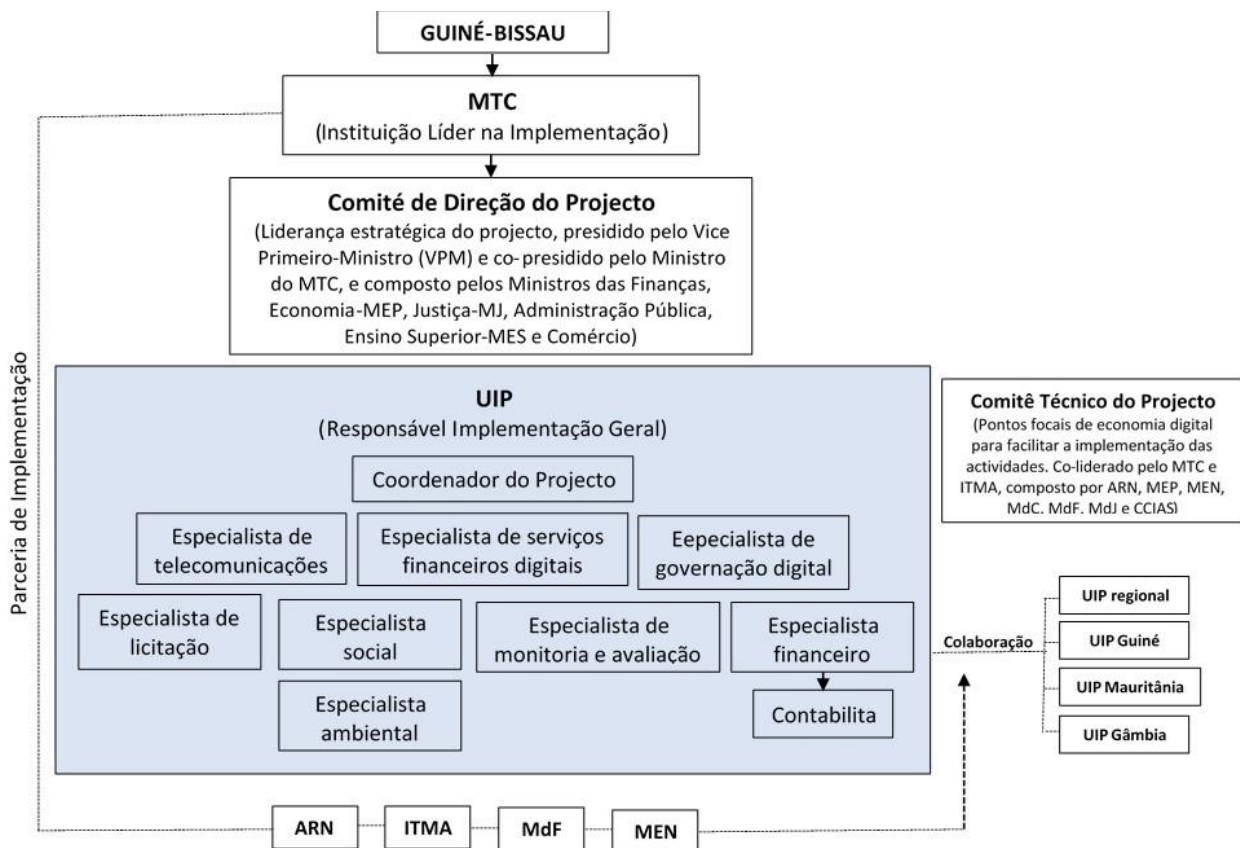 GUINÉ-BISSAU
MTC
(Instituição Líder na Implementação)
Comité de Direção do Projecto
(Liderança estratégica do projecto, presidido pelo Vice
Primeiro-Ministro (VPM) e co-presidido pelo Ministro
do MTC, e composto pelos Ministros das Finanças,
Economia-MEP, Justiça-MJ, Administração Pública,
Ensino Superior-MES e Comércio)
Parceria de Implementação
UIP
(Responsável Implementação Geral)
Coordenador do Projecto
Especialista de
telecomunicações
Especialista de serviços
financeiros digitais
Eepecialista de
governação digital
Especialista de
licitação
Especialista
social
Especialista de
monitoria e avaliação
Especialista
financeiro
Especialista
ambiental
Contabilita
Comitê Técnico do Projecto
(Pontos focais de economia digital
para facilitar a implementação das
actividades. Co-liderado pelo MTC e
ITMA, composto por ARN, MEP, MEN,
MdC, MdF, MdJ e CCIAS)
Colaboração
UIP regional
UIP Guiné
UIP Mauritânia
UIP Gâmbia
ARN
ITMA
MdF
MEN